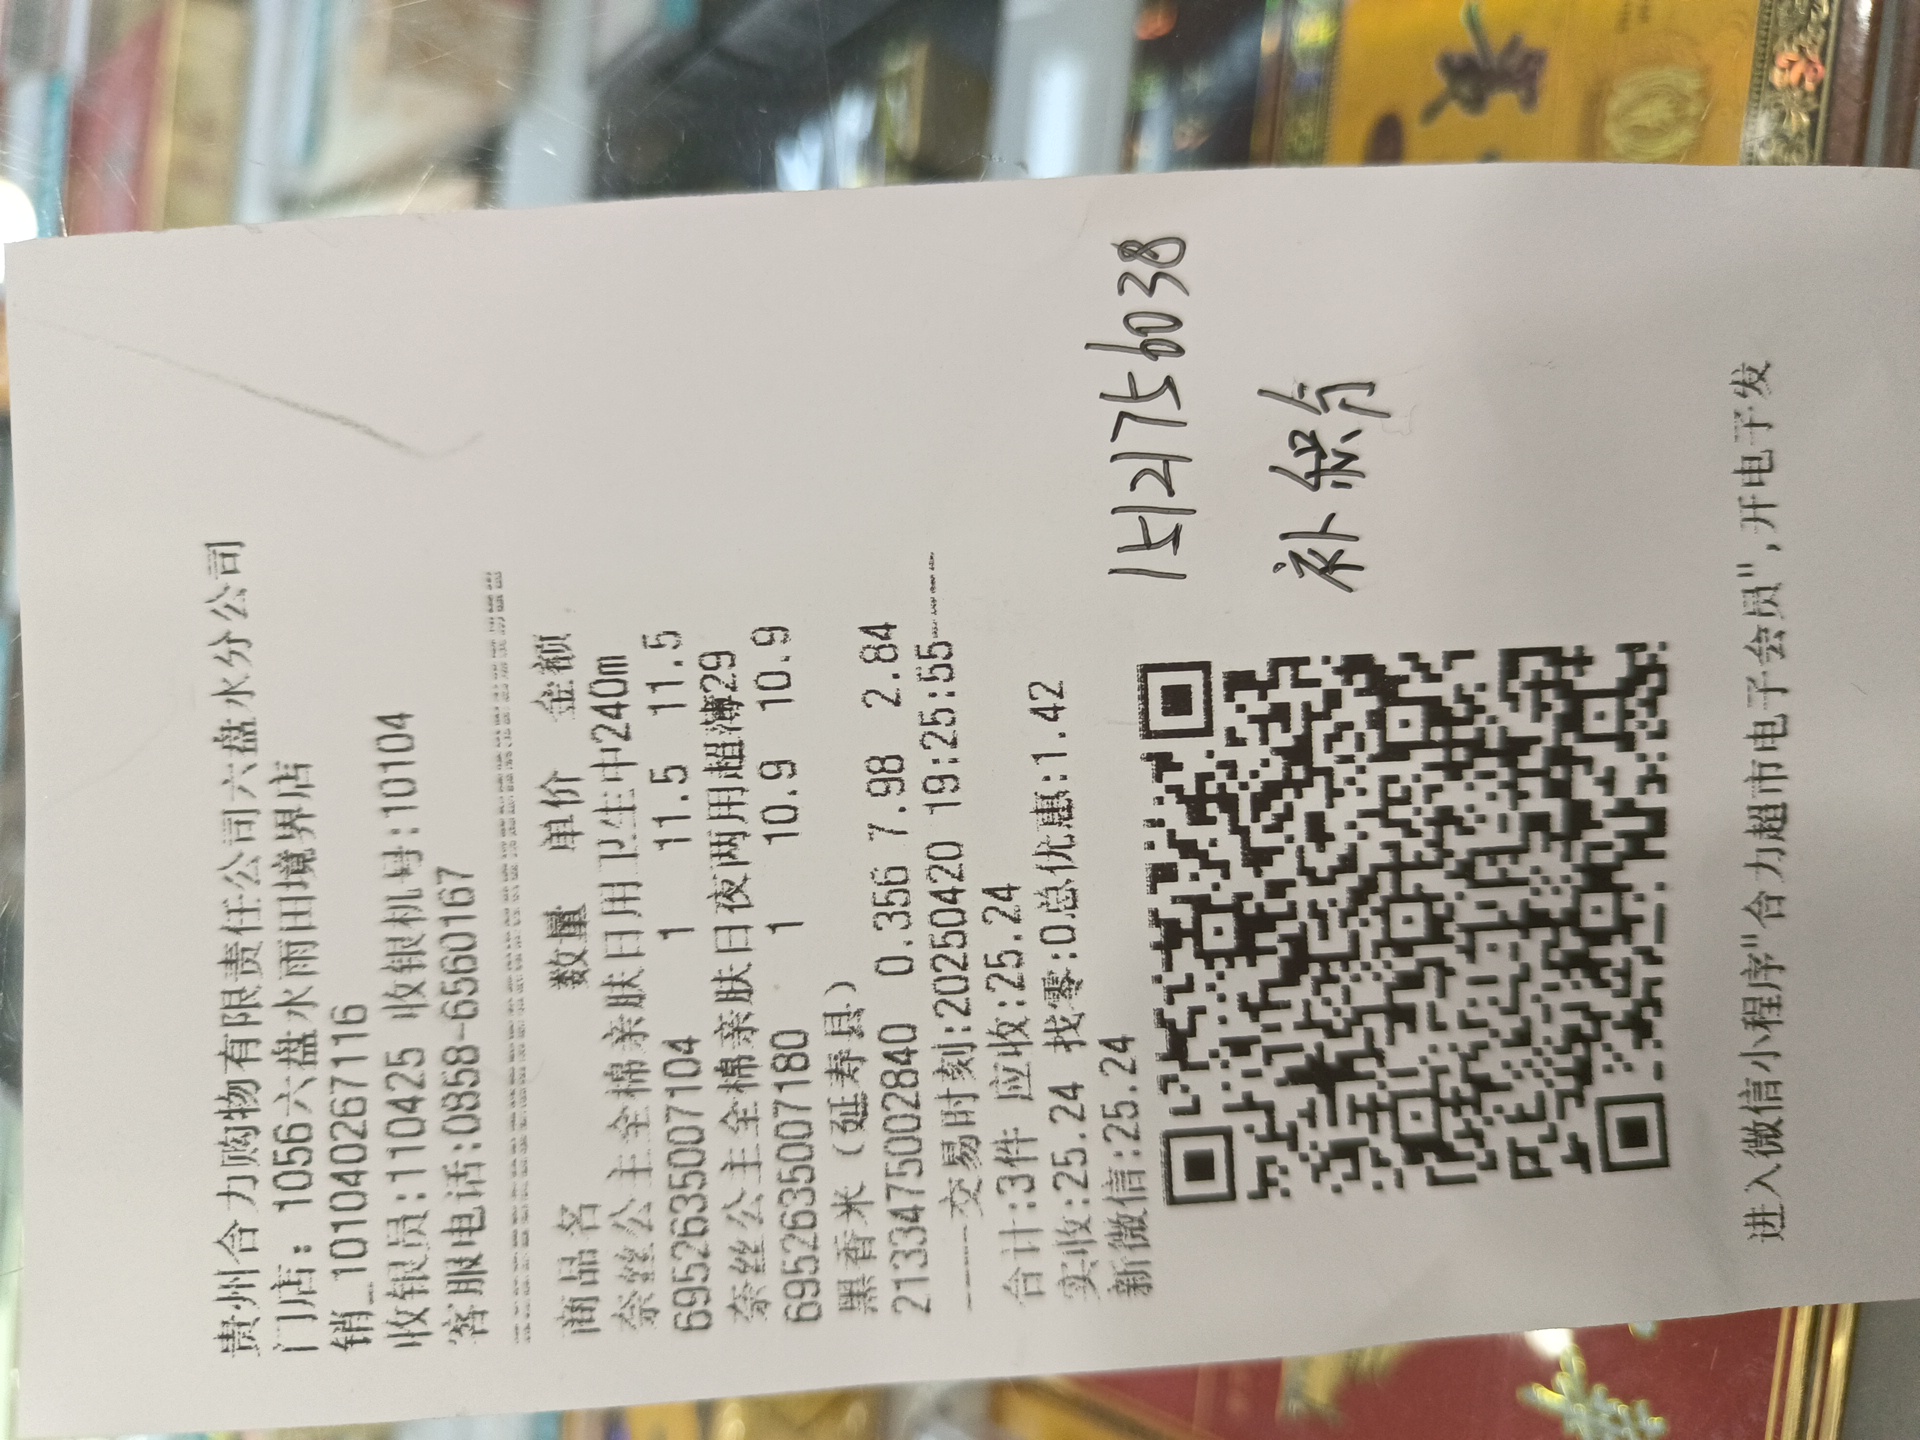 贵州合力购物有限责任公司六盘水分公司
门店: 1056六盘水雨田境界店
销_1010402671​16
收银员:110425 收银机号:10104
客服电话:0858-6560167
商品名 数量 单价 金额
奈丝公主全棉亲肤日用卫生巾240m
6952635007104 1 11.5 11.5
奈丝公主全棉亲肤日夜两用超薄29
6952635007180 1 10.9 10.9
黑香米（延寿县）
2133475002840 0.356 7.98 2.84
----交易时刻:20250420 19:25:55----
合计:3件 应收:25.24
实收:25.24 找零:0总优惠:1.42
新微信:25.24
15121756038
补积分
进入微信小程序"合力超市电子会员",开电子发